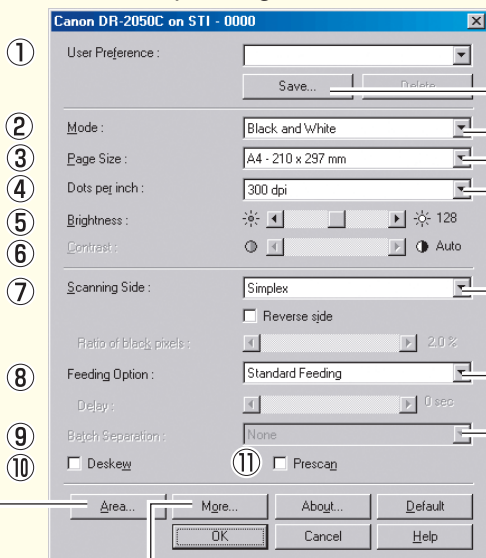 Canon DR-2050C on STI - 0000
① User Preference :
Save... Delete
② Mode : Black and White
③ Page Size : A4 - 210 x 297 mm
④ Dots per inch : 300 dpi
⑤ Brightness : 128
⑥ Contrast : Auto
⑦ Scanning Side : Simplex
Reverse side
Ratio of black pixels : 2.0 %
⑧ Feeding Option : Standard Feeding
Delay : 0 sec
⑨ Batch Separation : None
⑩ Deskew ⑪ Prescan
Area... More... About... Default
OK Cancel Help